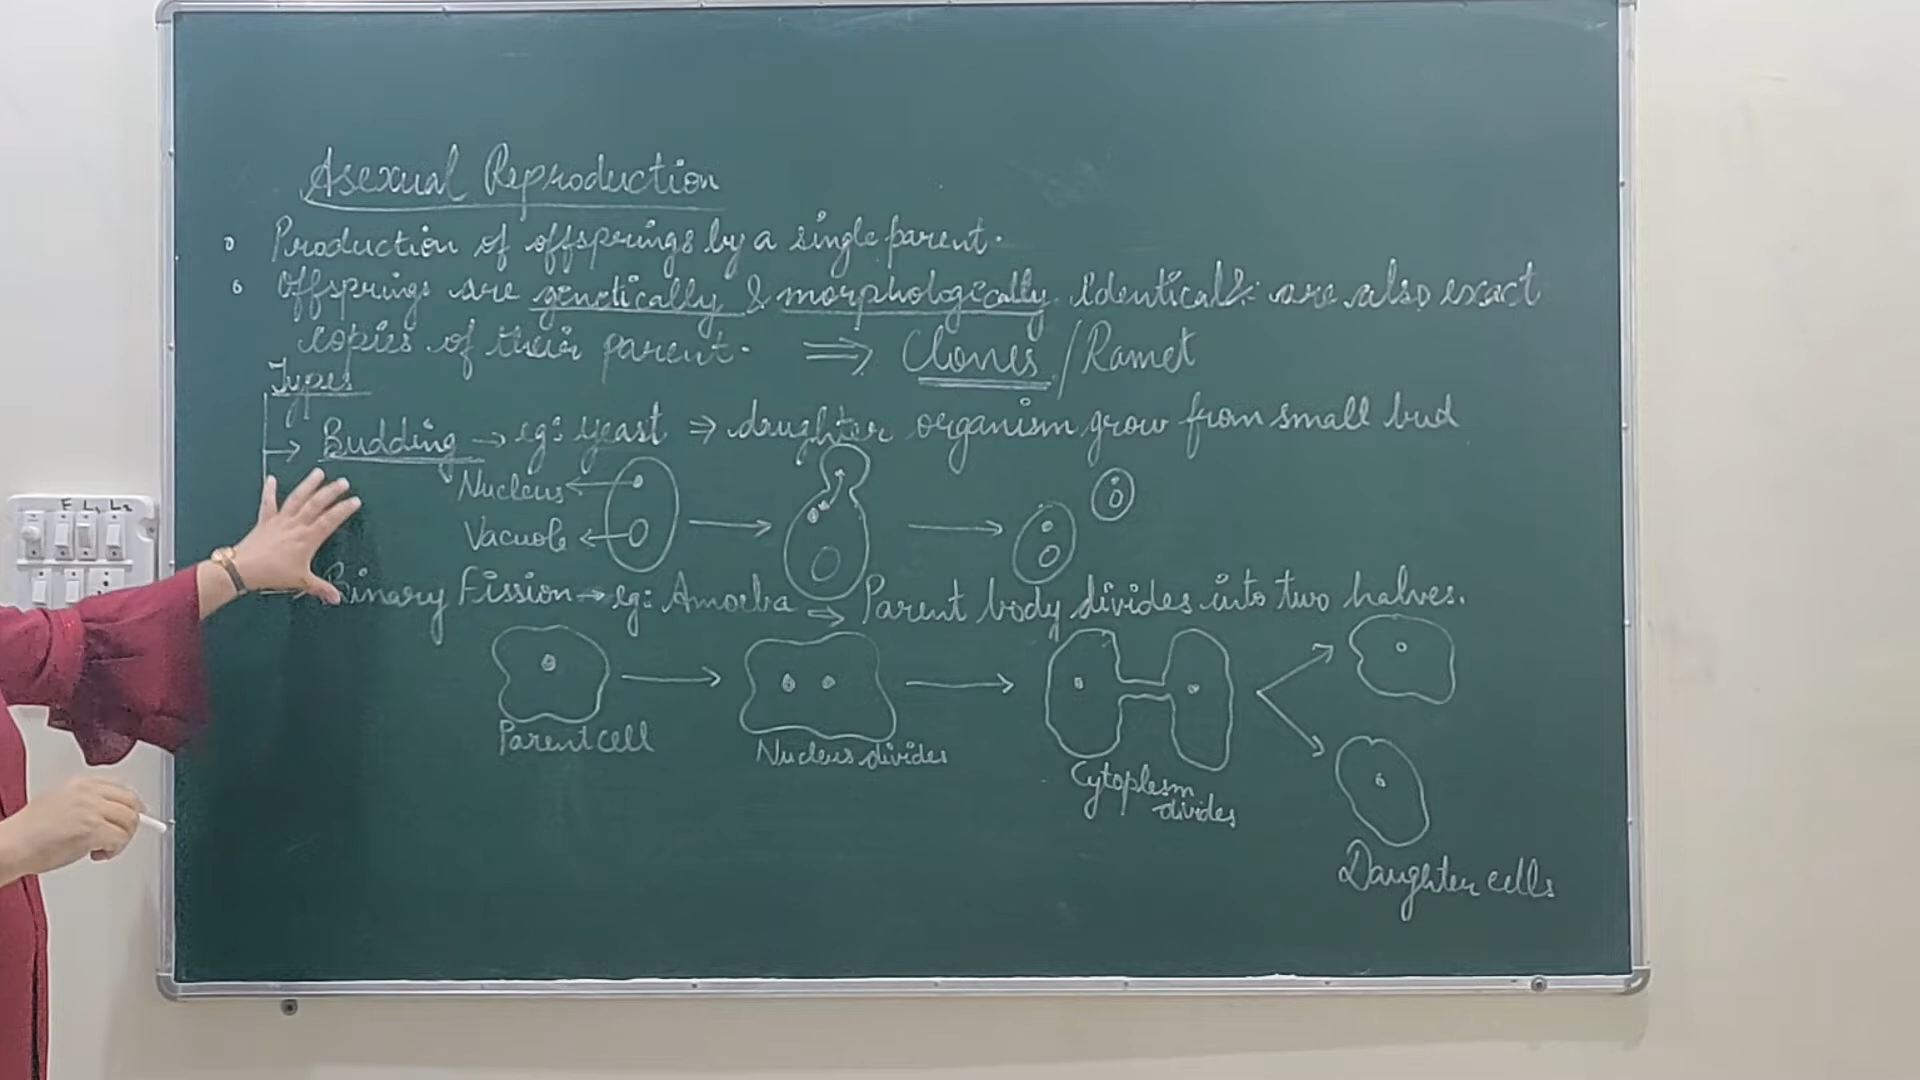 Asexual Reproduction
• Production of offsprings by a single parent.
• Offsprings are genetically & morphologically identical & are also exact
copies of their parent. ⇒ Clones / Ramet
Types
→ Budding → eg: yeast ⇒ daughter organism grow from small bud
Nucleus
Vacuole
Binary Fission → eg: Amoeba ⇒ Parent body divides into two halves.
Parent cell
Nucleus divides
Cytoplasm
divides
Daughter cells
F L₁ L₂